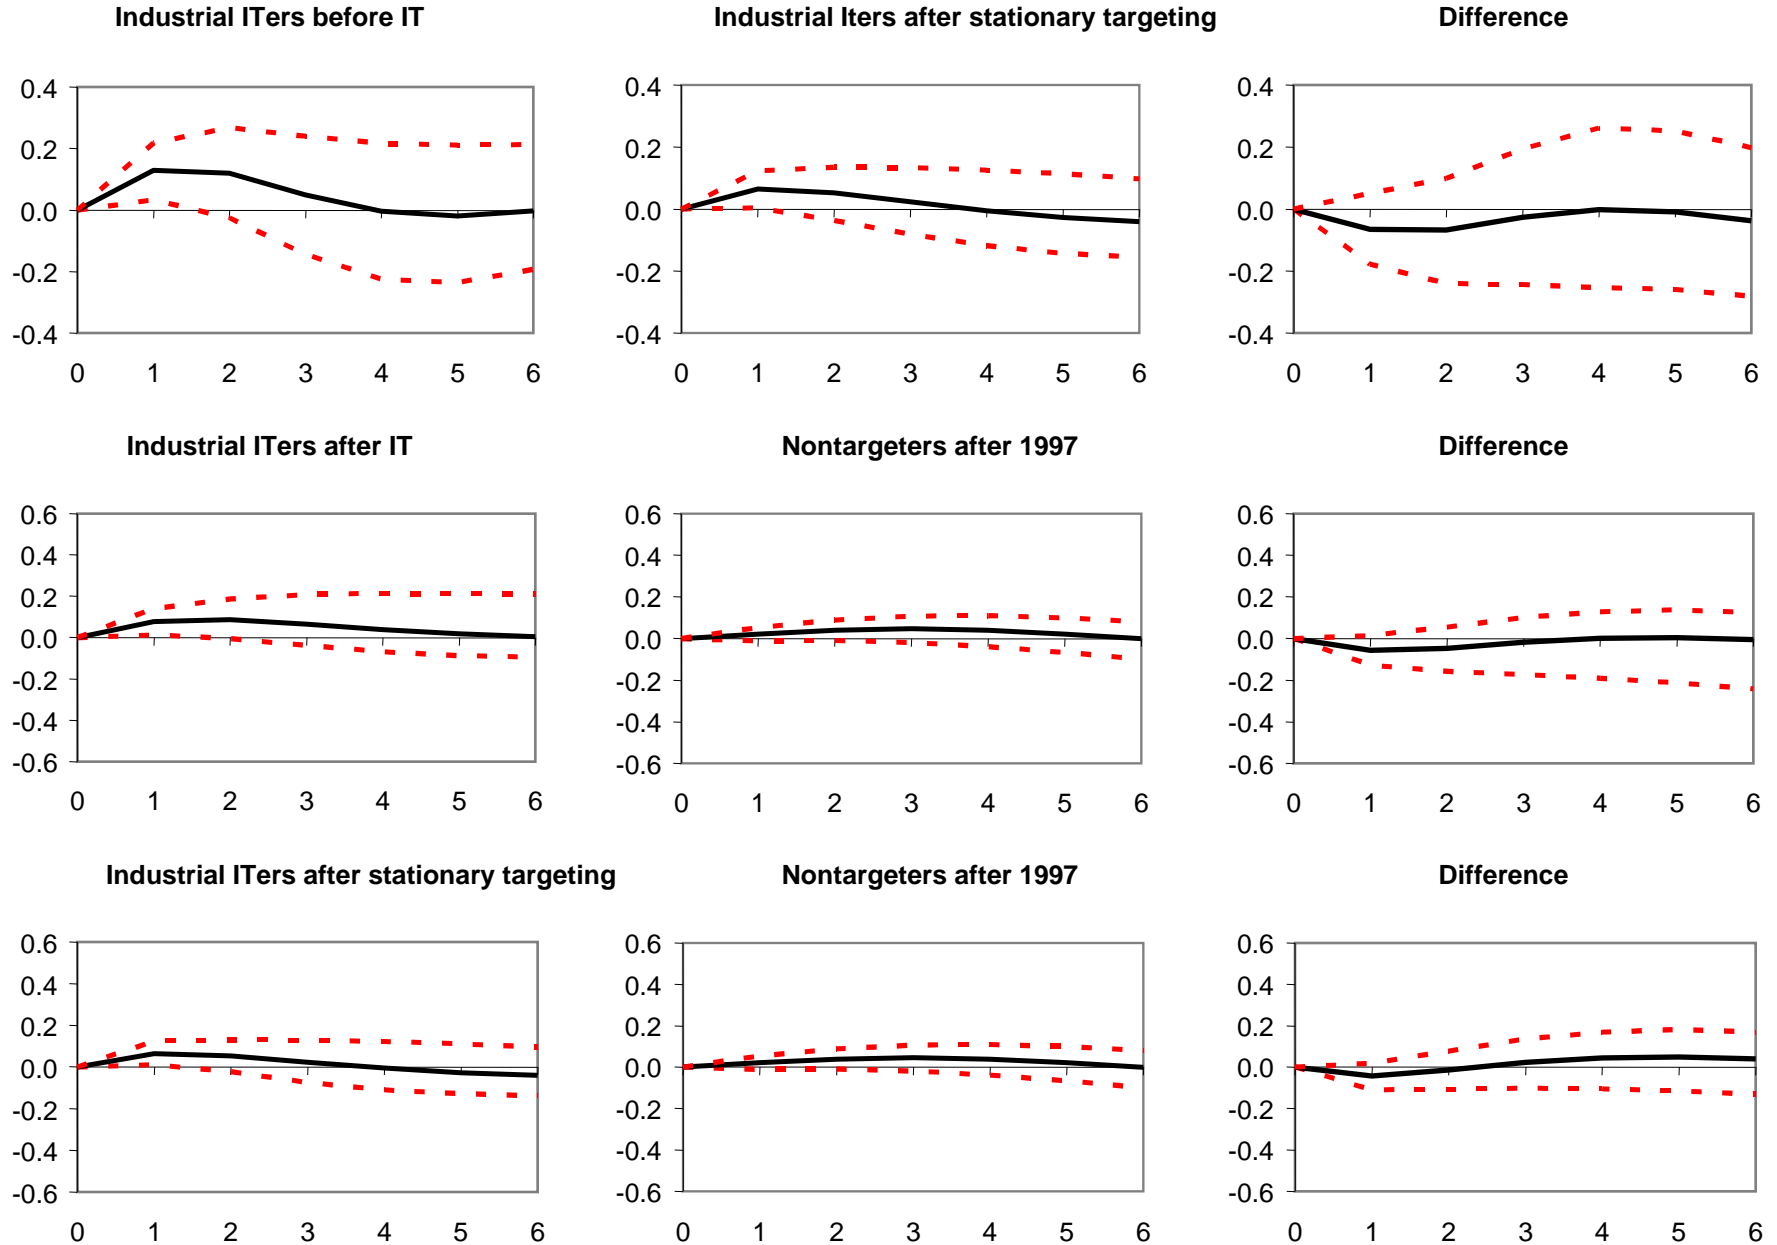 Industrial ITers before IT Industrial Iters after stationary targeting Difference
0.4 0.4 0.4
0.2 0.2 0.2
0.0 0.0 0.0
-0.2 -0.2 -0.2
-0.4 -0.4 -0.4
0 1 2 3 4 5 6 0 1 2 3 4 5 6 0 1 2 3 4 5 6
Industrial ITers after IT Nontargeters after 1997 Difference
0.6 0.6 0.6
0.4 0.4 0.4
0.2 0.2 0.2
0.0 0.0 0.0
-0.2 -0.2 -0.2
-0.4 -0.4 -0.4
-0.6 -0.6 -0.6
0 1 2 3 4 5 6 0 1 2 3 4 5 6 0 1 2 3 4 5 6
Industrial ITers after stationary targeting Nontargeters after 1997 Difference
0.6 0.6 0.6
0.4 0.4 0.4
0.2 0.2 0.2
0.0 0.0 0.0
-0.2 -0.2 -0.2
-0.4 -0.4 -0.4
-0.6 -0.6 -0.6
0 1 2 3 4 5 6 0 1 2 3 4 5 6 0 1 2 3 4 5 6